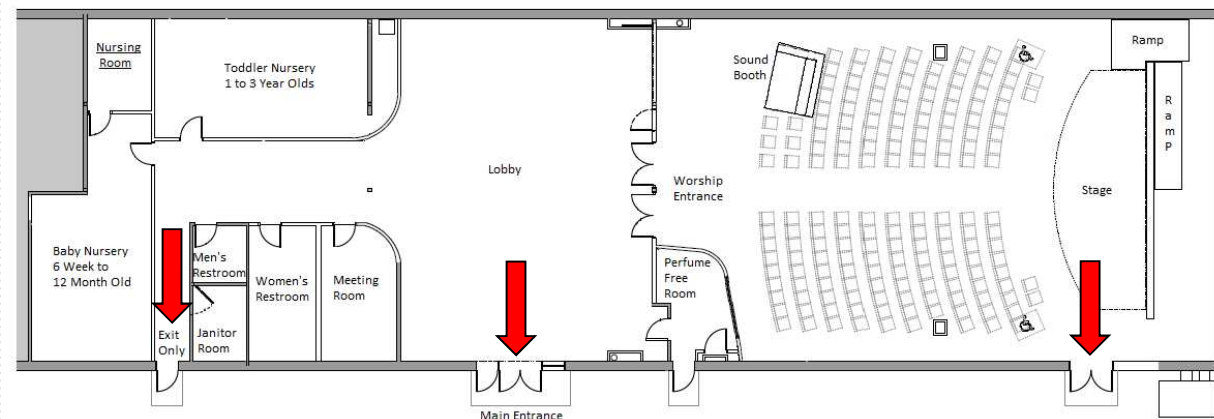 Nursing
Room
Toddler Nursery
1 to 3 Year Olds
Sound
Booth
Ramp
R
a
m
P
Lobby
Worship
Entrance
Stage
Baby Nursery
6 Week to
12 Month Old
Men's
Restroom
Women's
Restroom
Meeting
Room
Perfume
Free
Room
Exit
Only
Janitor
Room
Main Entrance